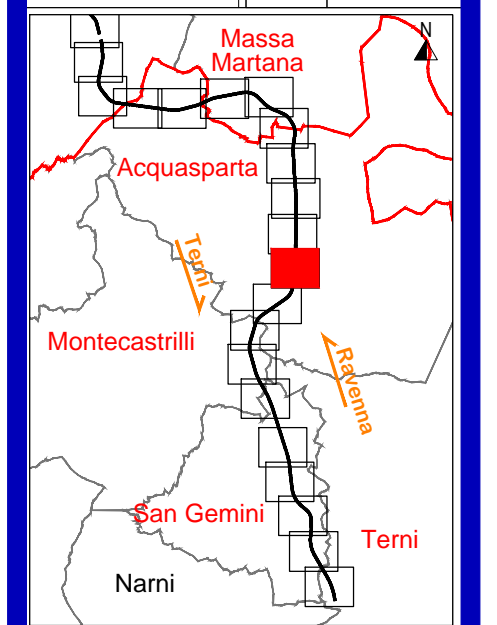 N
Massa
Martana
Acquasparta
Terni
Montecastrilli
Ravenna
San Gemini
Terni
Narni